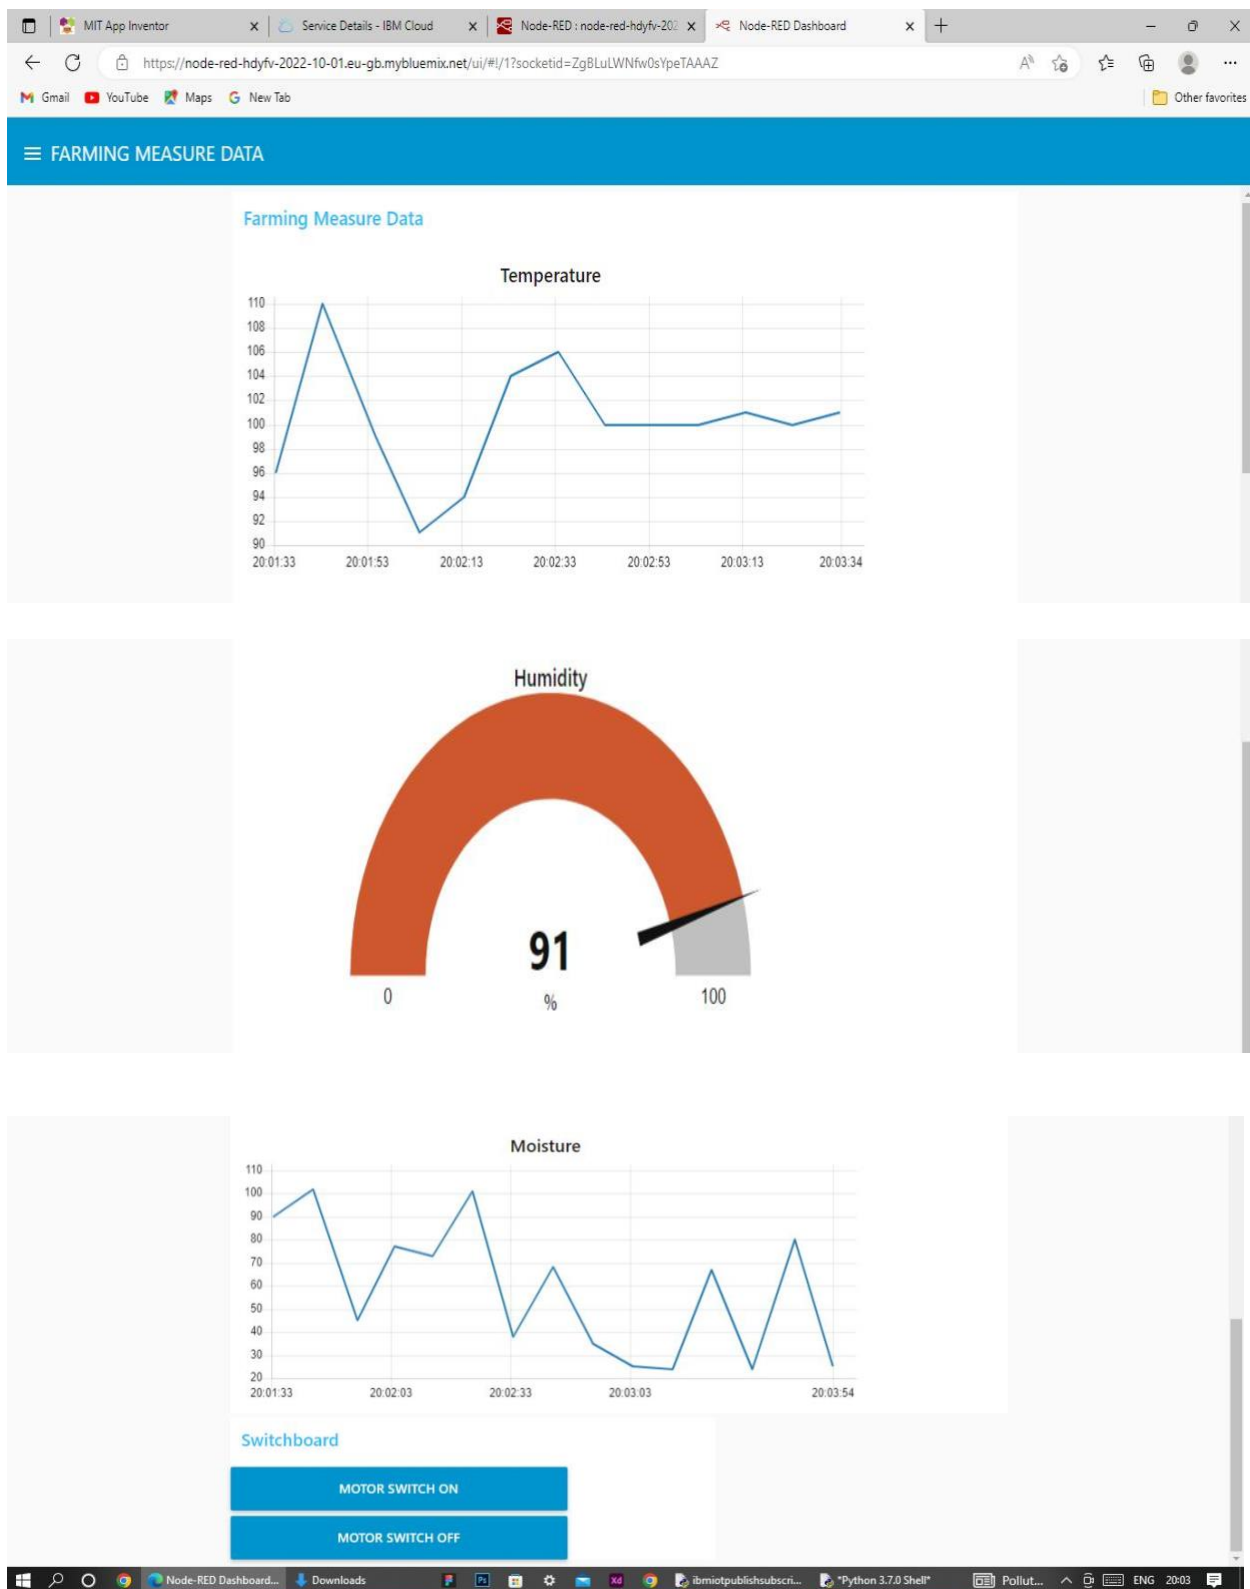 MIT App Inventor
Service Details - IBM Cloud
Node-RED : node-red-hdyfv-202
Node-RED Dashboard
https://node-red-hdyfv-2022-10-01.eu-gb.mybluemix.net/ui/#!/1?socketid=ZgBLuLWNfw0sYpeTAAAZ
Gmail YouTube Maps New Tab Other favorites
FARMING MEASURE DATA
Farming Measure Data
Temperature
110
108
106
104
102
100
98
96
94
92
90
20:01:33 20:01:53 20:02:13 20:02:33 20:02:53 20:03:13 20:03:34
Humidity
91
0 % 100
Moisture
110
100
90
80
70
60
50
40
30
20
20:01:33 20:02:03 20:02:33 20:03:03 20:03:54
Switchboard
MOTOR SWITCH ON
MOTOR SWITCH OFF
Node-RED Dashboard... Downloads Ps Xd ibmiotpublishsubscri... *Python 3.7.0 Shell* Pollut... ENG 20:03